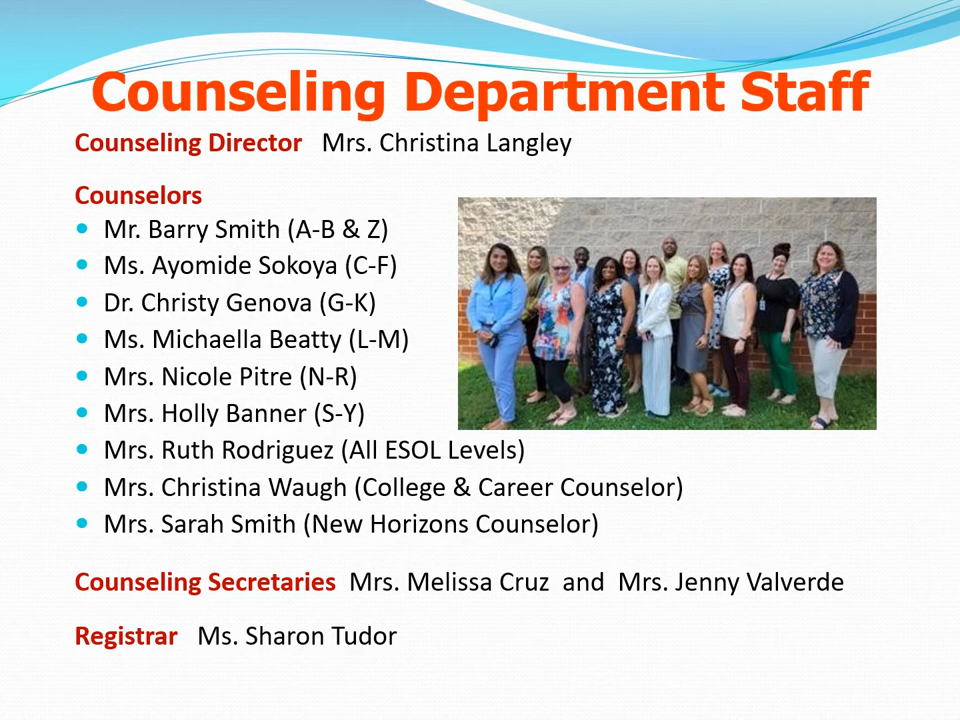 Counseling Department Staff
Counseling Director Mrs. Christina Langley
Counselors
• Mr. Barry Smith (A-B & Z)
• Ms. Ayomide Sokoya (C-F)
• Dr. Christy Genova (G-K)
• Ms. Michaella Beatty (L-M)
• Mrs. Nicole Pitre (N-R)
• Mrs. Holly Banner (S-Y)
• Mrs. Ruth Rodriguez (All ESOL Levels)
• Mrs. Christina Waugh (College & Career Counselor)
• Mrs. Sarah Smith (New Horizons Counselor)
Counseling Secretaries Mrs. Melissa Cruz and Mrs. Jenny Valverde
Registrar Ms. Sharon Tudor